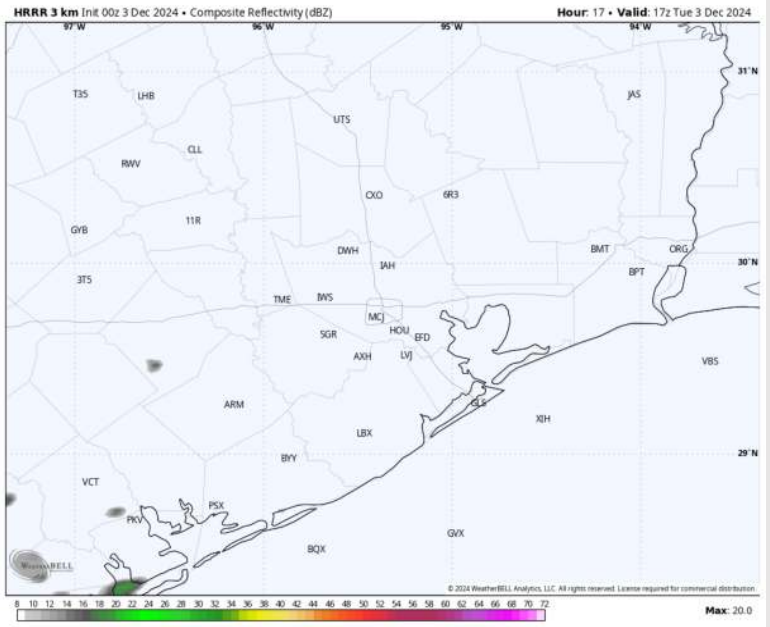 HRRR 3 km Init 00z 3 Dec 2024 • Composite Reflectivity (dBZ) Hour: 17 • Valid: 17z Tue 3 Dec 2024
97°W 96°W 95°W 94°W
31°N
T35 LHB JAS
UTS
CLL
RWV
CXO 6R3
11R
GYB
DWH BMT ORG
IAH 30°N
BPT
3T5
TME IWS
MCJ
SGR HOU EFD
AXH LVJ VBS
ARM GLS
XIH
LBX
BYY 29°N
VCT
PSX
PKV
GVX
BQX
WeatherBELL
© 2024 WeatherBELL Analytics, LLC. All rights reserved. License required for commercial distribution.
8 10 12 14 16 18 20 22 24 26 28 30 32 34 36 38 40 42 44 46 48 50 52 54 56 58 60 62 64 66 68 70 72
Max: 20.0